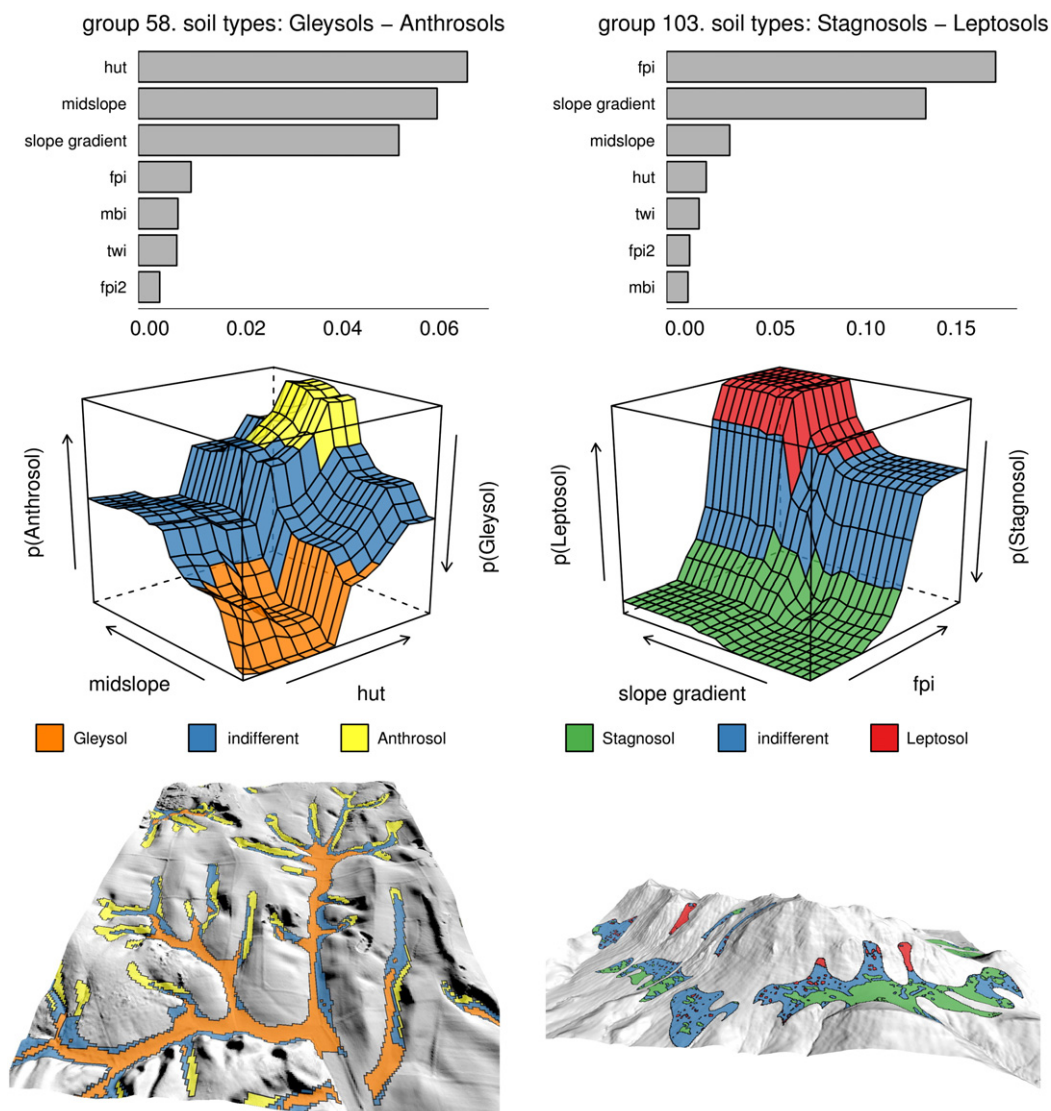 group 58. soil types: Gleysols – Anthrosols
hut
midslope
slope gradient
fpi
mbi
twi
fpi2
0.00 0.02 0.04 0.06
p(Anthrosol)
p(Gleysol)
midslope
hut
Gleysol indifferent Anthrosol
group 103. soil types: Stagnosols – Leptosols
fpi
slope gradient
midslope
hut
twi
fpi2
mbi
0.00 0.05 0.10 0.15
p(Leptosol)
p(Stagnosol)
slope gradient
fpi
Stagnosol indifferent Leptosol